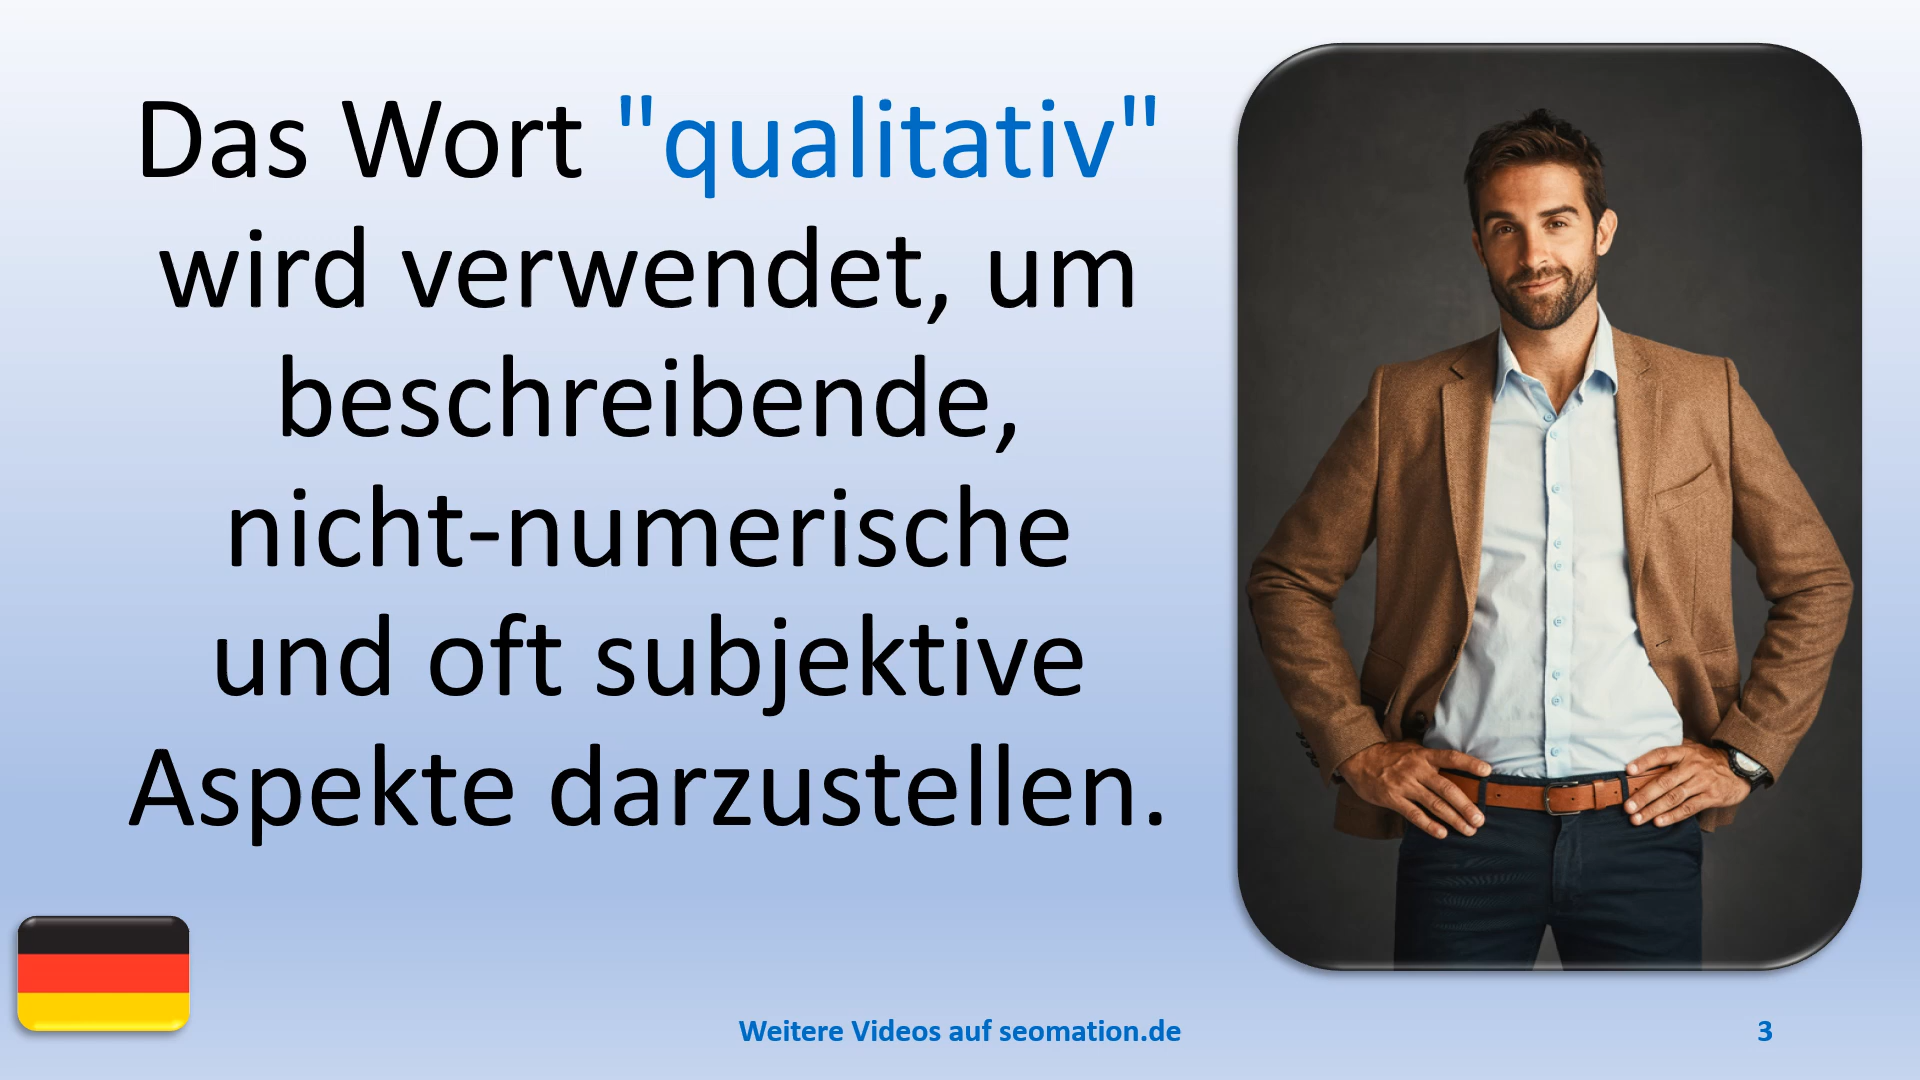 Das Wort "qualitativ"
wird verwendet, um
beschreibende,
nicht-numerische
und oft subjektive
Aspekte darzustellen.
Weitere Videos auf seomation.de
3